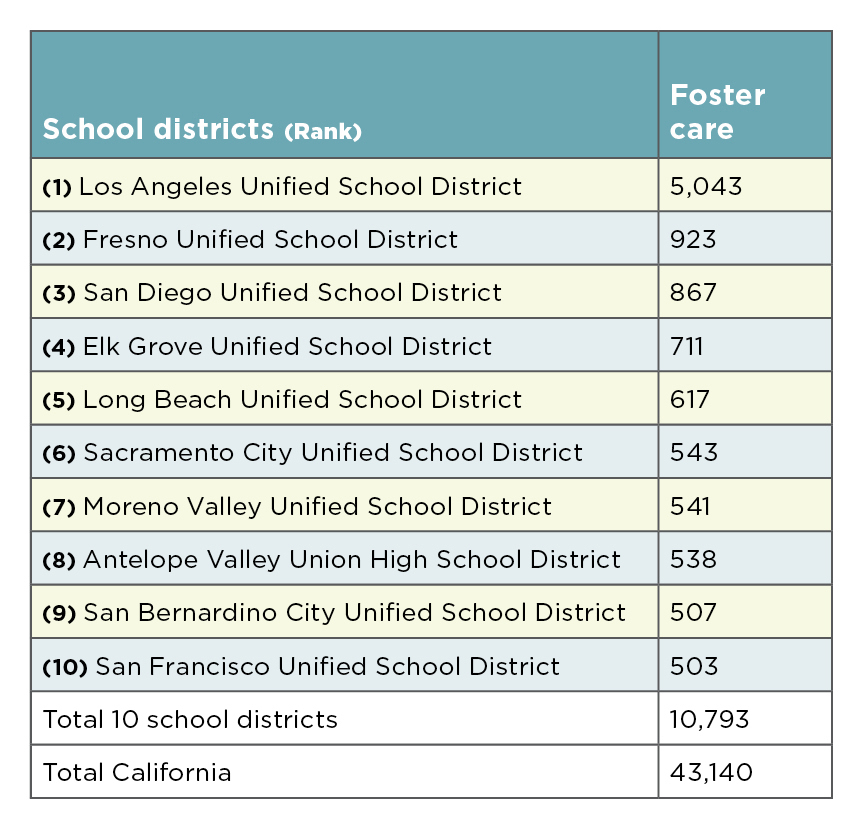 School districts (Rank)
Foster
care
(1) Los Angeles Unified School District 5,043
(2) Fresno Unified School District 923
(3) San Diego Unified School District 867
(4) Elk Grove Unified School District 711
(5) Long Beach Unified School District 617
(6) Sacramento City Unified School District 543
(7) Moreno Valley Unified School District 541
(8) Antelope Valley Union High School District 538
(9) San Bernardino City Unified School District 507
(10) San Francisco Unified School District 503
Total 10 school districts 10,793
Total California 43,140